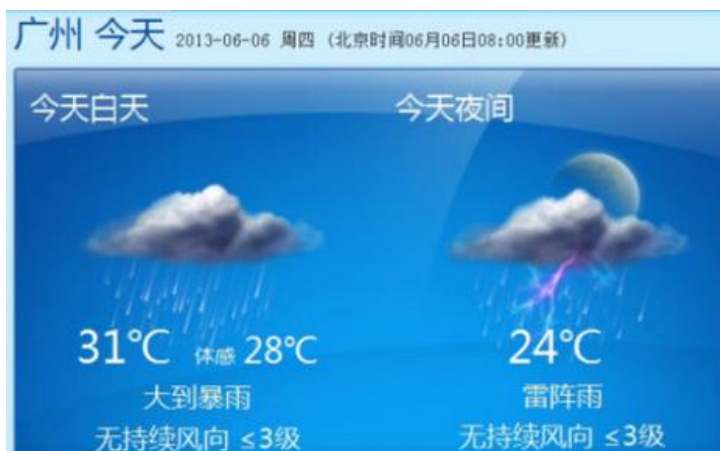 广州 今天 2013-06-06 周四 (北京时间06月06日08:00更新)
今天白天 今天夜间
31℃ 体感 28℃ 24℃
大到暴雨 雷阵雨
无持续风向 ≤3级 无持续风向 ≤3级